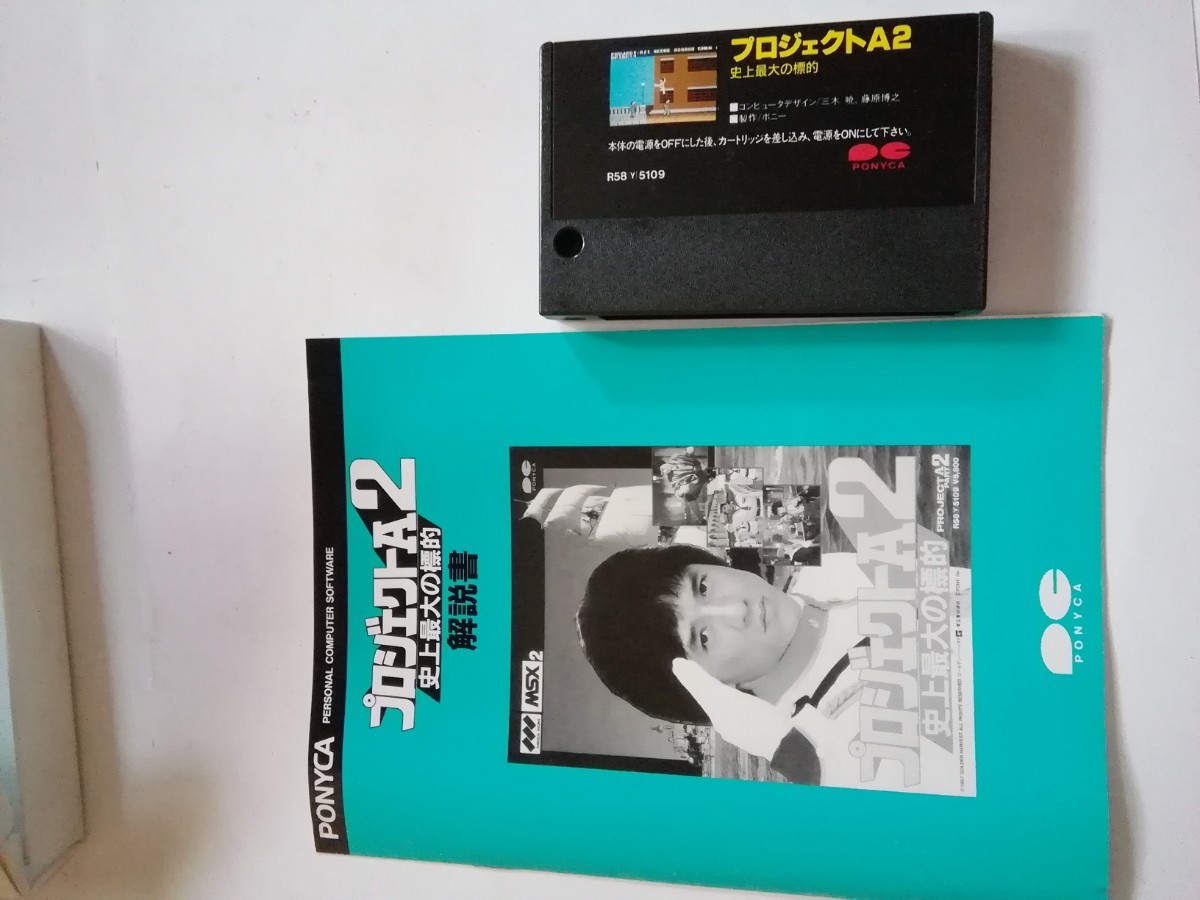 プロジェクトA2
史上最大の標的
■コンピュータデザイン/三木 暁、藤原博之
■製作/ポニー
本体の電源をOFFにした後、カートリッジを差し込み、電源をONにして下さい。
PONYCA
R58Y5109
PONYCA PERSONAL COMPUTER SOFTWARE
プロジェクトA2
史上最大の標的
解説書
PONYCA
MSX2
プロジェクトA2
史上最大の標的
PROJECT A
PART 2
R58Y5109 ¥5,800
PONYCA